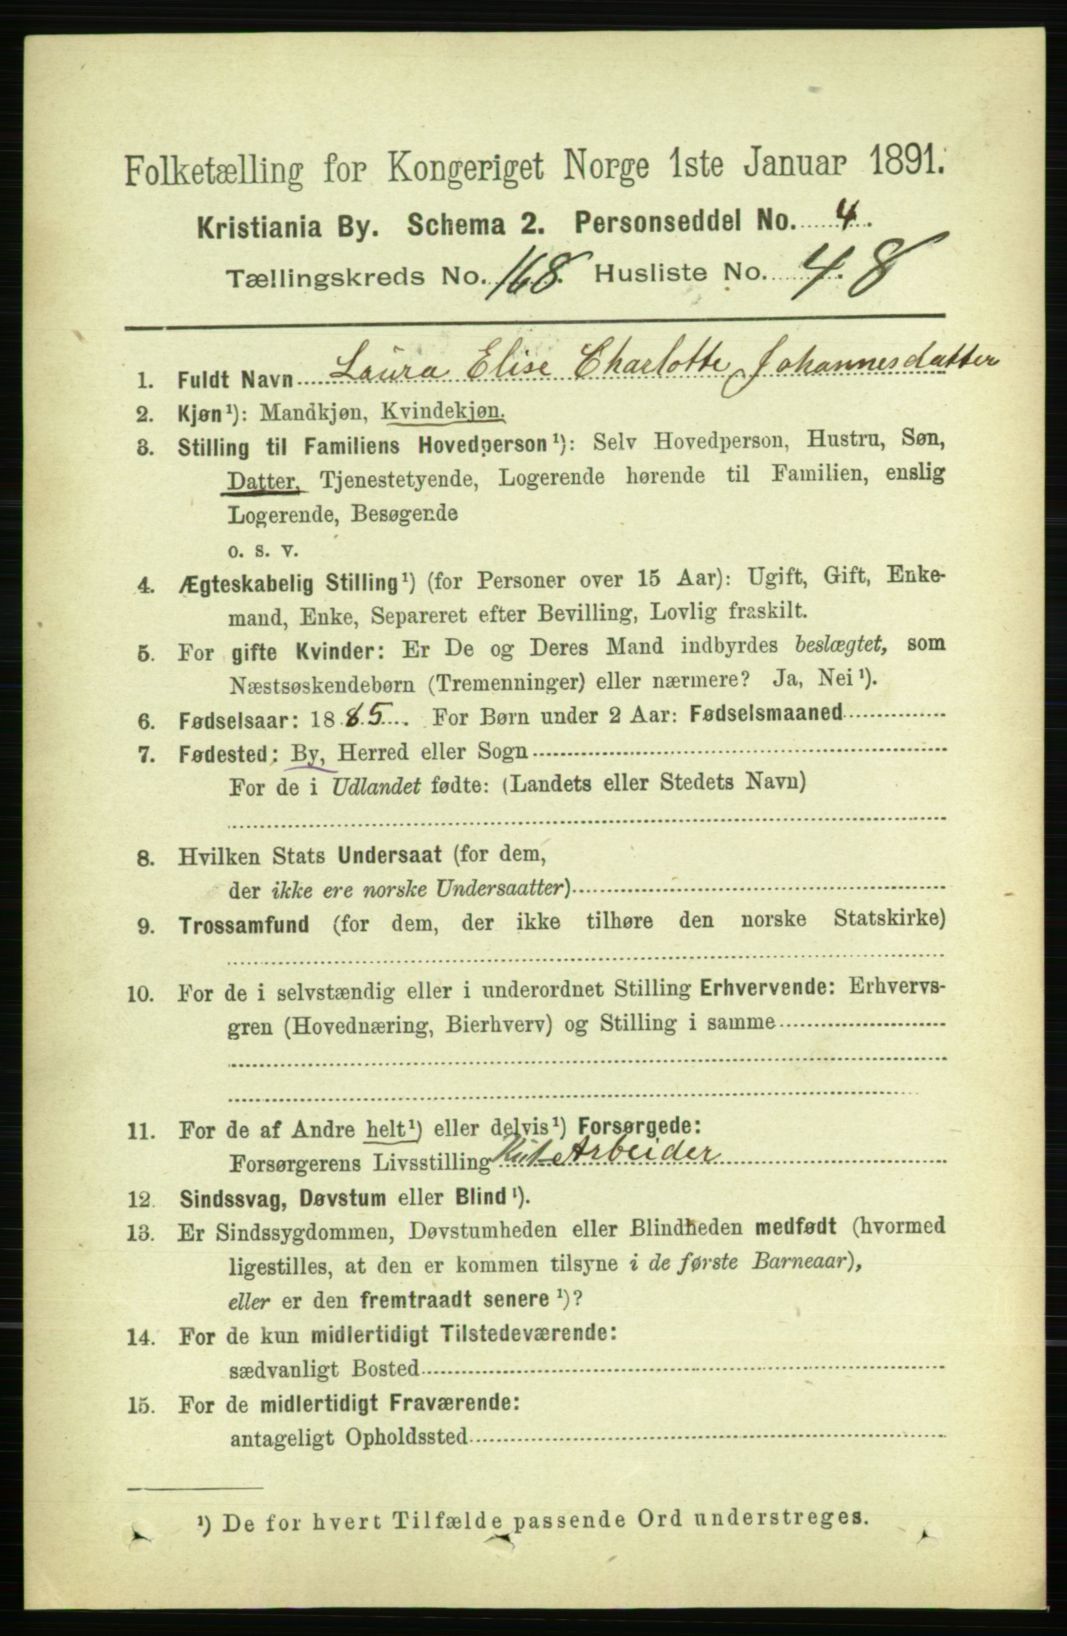 Folketælling for Kongeriget Norge 1ste Januar 1891.
Kristiania By. Schema 2. Personseddel No. 4.
Tællingskreds No. 168. Husliste No. 48
1. Fuldt Navn Laura Elise Charlotte Johannesdatter
2. Kjøn¹): Mandkjøn, Kvindekjøn.
3. Stilling til Familiens Hovedperson¹): Selv Hovedperson, Hustru, Søn,
Datter, Tjenestetyende, Logerende hørende til Familien, enslig
Logerende, Besøgende
o. s. v.
4. Ægteskabelig Stilling¹) (for Personer over 15 Aar): Ugift, Gift, Enke-
mand, Enke, Separeret efter Bevilling, Lovlig fraskilt.
5. For gifte Kvinder: Er De og Deres Mand indbyrdes beslægtet, som
Næstsøskendebørn (Tremenninger) eller nærmere? Ja, Nei¹).
6. Fødselsaar: 1885. For Børn under 2 Aar: Fødselsmaaned
7. Fødested: By, Herred eller Sogn
For de i Udlandet fødte: (Landets eller Stedets Navn)
8. Hvilken Stats Undersaat (for dem,
der ikke ere norske Undersaatter)
9. Trossamfund (for dem, der ikke tilhøre den norske Statskirke)
10. For de i selvstændig eller i underordnet Stilling Erhvervende: Erhvervs-
gren (Hovednæring, Bierhverv) og Stilling i samme
11. For de af Andre helt¹) eller delvis¹) Forsørgede:
Forsørgerens Livsstilling Arbeider
12. Sindssvag, Døvstum eller Blind¹).
13. Er Sindssygdommen, Døvstumheden eller Blindheden medfødt (hvormed
ligestilles, at den er kommen tilsyne i de første Barneaar),
eller er den fremtraadt senere¹)?
14. For de kun midlertidigt Tilstedeværende:
sædvanligt Bosted
15. For de midlertidigt Fraværende:
antageligt Opholdssted
¹) De for hvert Tilfælde passende Ord understreges.